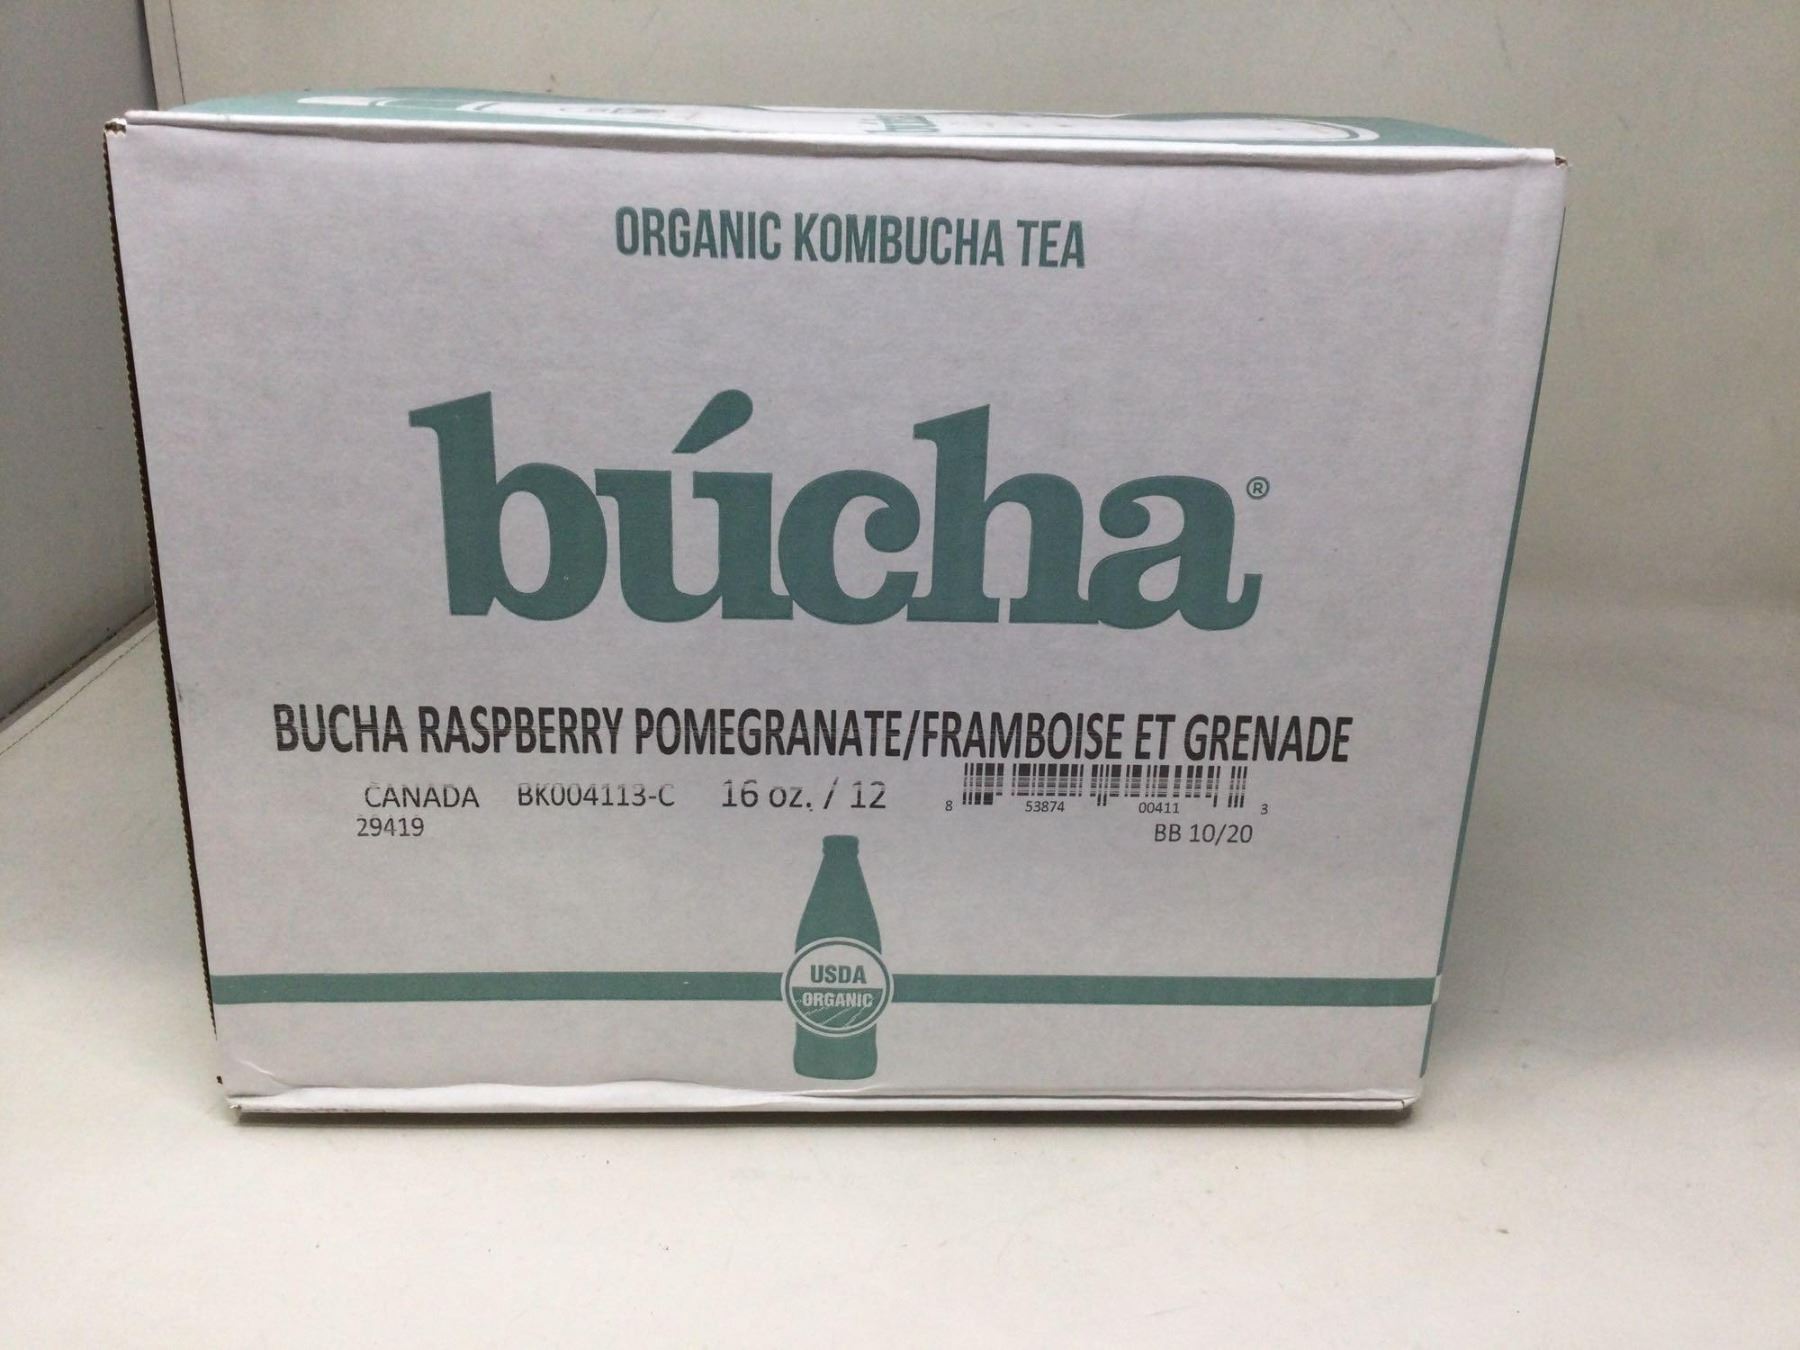 ORGANIC KOMBUCHA TEA
búcha®
BUCHA RASPBERRY POMEGRANATE/FRAMBOISE ET GRENADE
CANADA BK004113-C 16 oz. / 12
8 53874 00411 3
29419
BB 10/20
USDA
ORGANIC